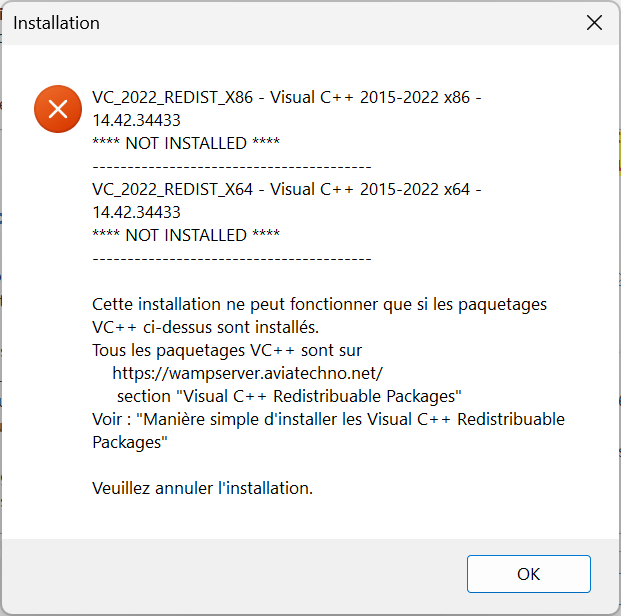 Installation
VC_2022_REDIST_X86 - Visual C++ 2015-2022 x86 -
14.42.34433
**** NOT INSTALLED ****
----------------------------------------
VC_2022_REDIST_X64 - Visual C++ 2015-2022 x64 -
14.42.34433
**** NOT INSTALLED ****
----------------------------------------
Cette installation ne peut fonctionner que si les paquetages
VC++ ci-dessus sont installés.
Tous les paquetages VC++ sont sur
https://wampserver.aviatechno.net/
section "Visual C++ Redistribuable Packages"
Voir : "Manière simple d'installer les Visual C++ Redistribuable
Packages"
Veuillez annuler l'installation.
OK